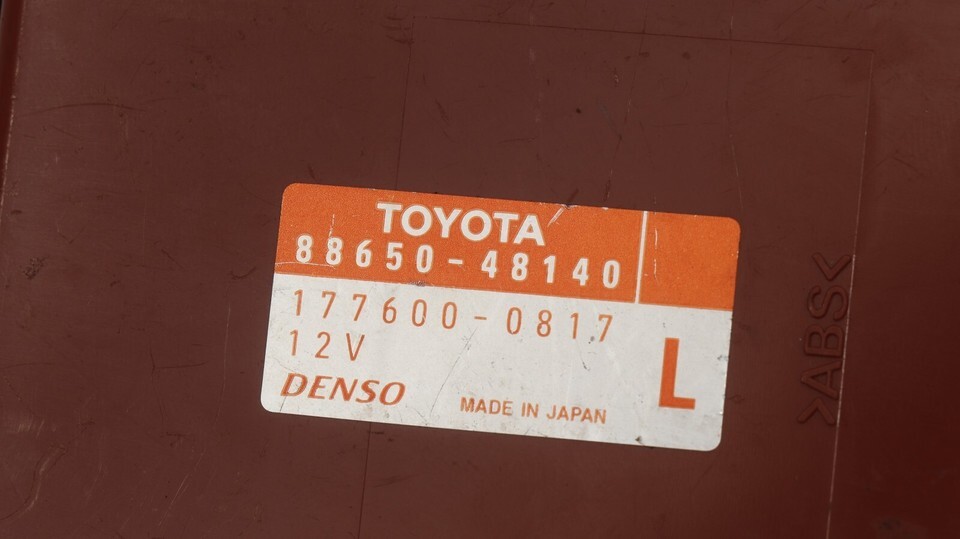 TOYOTA
88650-48140
177600-0817
12V
DENSO
MADE IN JAPAN
L
>ABS<